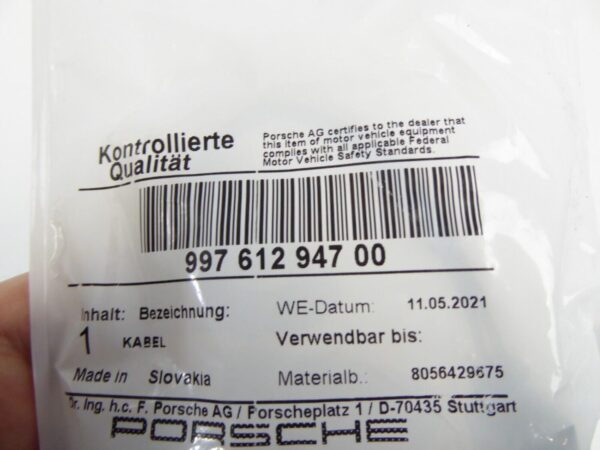 Kontrollierte
Qualität
Porsche AG certifies to the dealer that
this item of motor vehicle equipment
complies with all applicable Federal
Motor Vehicle Safety Standards.
997 612 947 00
Inhalt: Bezeichnung: WE-Datum: 11.05.2021
1 KABEL Verwendbar bis:
Made in Slovakia Materialb.: 8056429675
Dr. Ing. h.c. F. Porsche AG / Porscheplatz 1 / D-70435 Stuttgart
PORSCHE